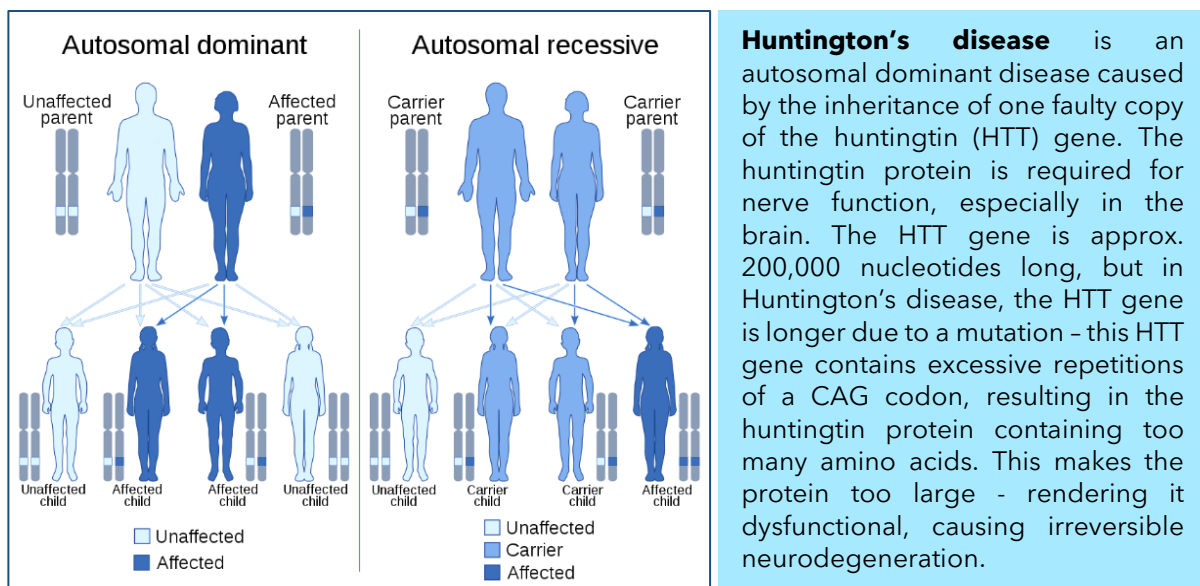 Autosomal dominant
Unaffected
parent
Affected
parent
Unaffected
child
Affected
child
Affected
child
Unaffected
child
Unaffected
Affected
Autosomal recessive
Carrier
parent
Carrier
parent
Unaffected
child
Carrier
child
Carrier
child
Affected
child
Unaffected
Carrier
Affected
Huntington's disease is an
autosomal dominant disease caused
by the inheritance of one faulty copy
of the huntingtin (HTT) gene. The
huntingtin protein is required for
nerve function, especially in the
brain. The HTT gene is approx.
200,000 nucleotides long, but in
Huntington's disease, the HTT gene
is longer due to a mutation – this HTT
gene contains excessive repetitions
of a CAG codon, resulting in the
huntingtin protein containing too
many amino acids. This makes the
protein too large - rendering it
dysfunctional, causing irreversible
neurodegeneration.